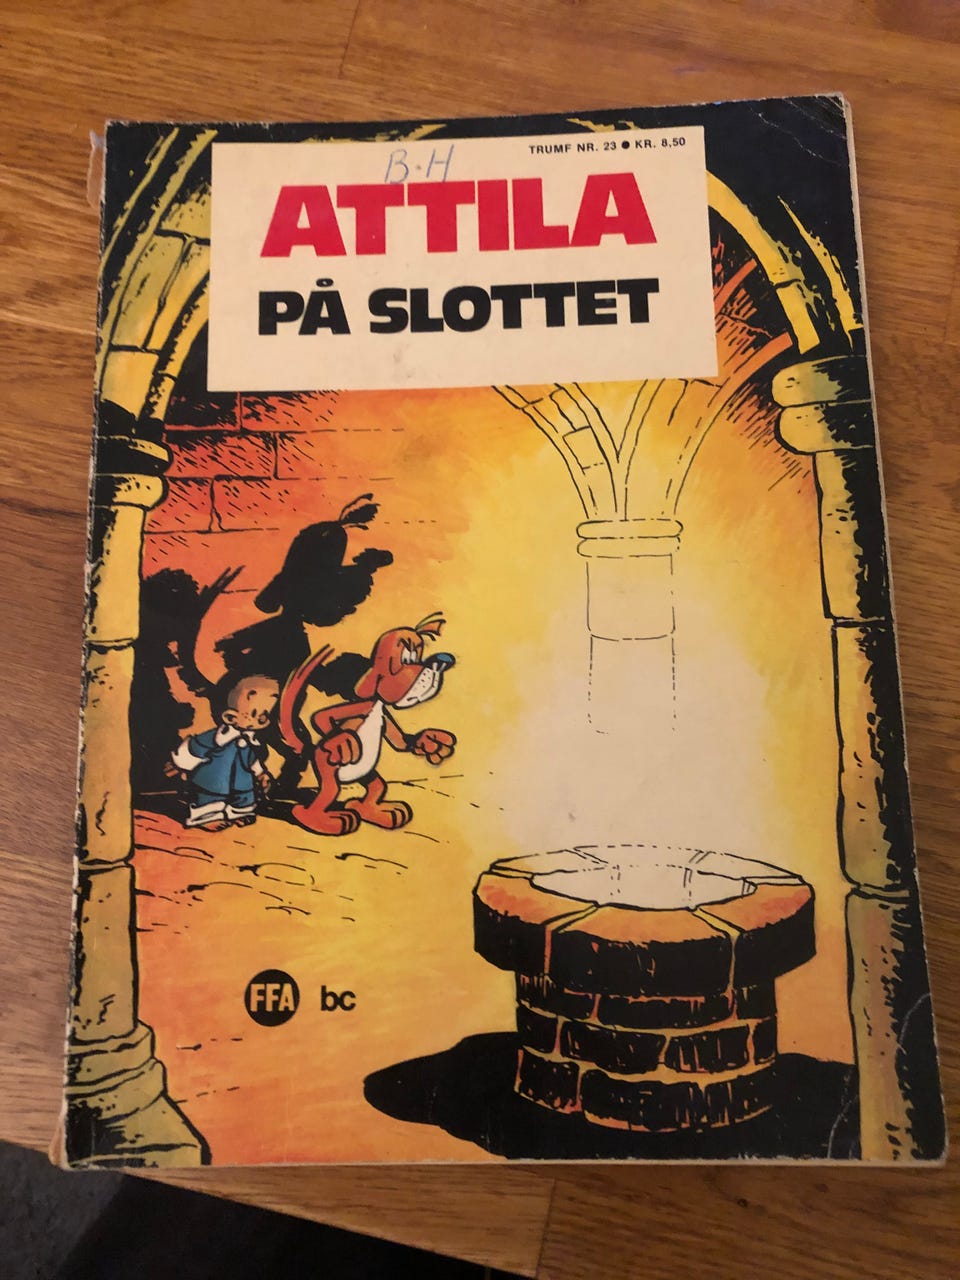 TRUMF NR. 23 ● KR. 8,50
B.H
ATTILA
PÅ SLOTTET
FFA bc